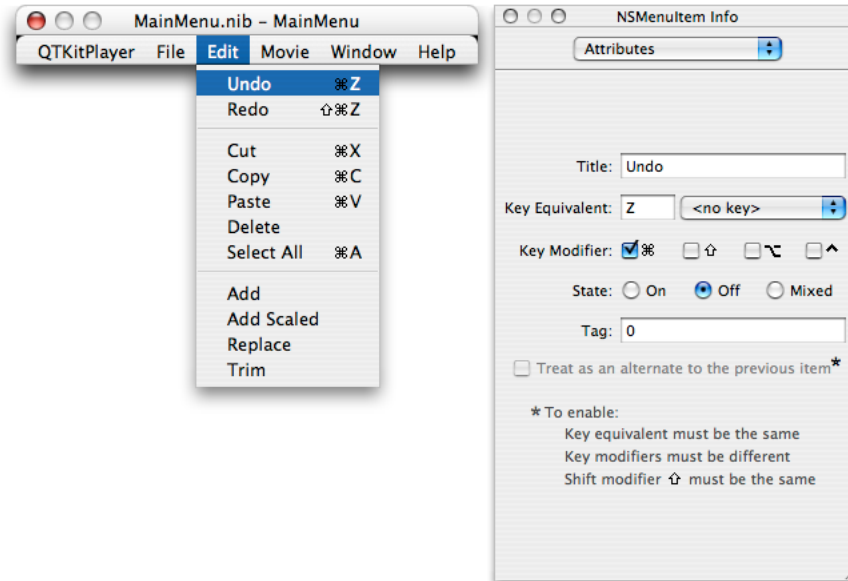 MainMenu.nib – MainMenu
QTKitPlayer File Edit Movie Window Help
Undo ⌘Z
Redo ⇧⌘Z
Cut ⌘X
Copy ⌘C
Paste ⌘V
Delete
Select All ⌘A
Add
Add Scaled
Replace
Trim
NSMenuItem Info
Attributes
Title: Undo
Key Equivalent: Z <no key>
Key Modifier: ⌘ ⇧ ⌥ ^
State: On Off Mixed
Tag: 0
Treat as an alternate to the previous item*
* To enable:
Key equivalent must be the same
Key modifiers must be different
Shift modifier ⇧ must be the same